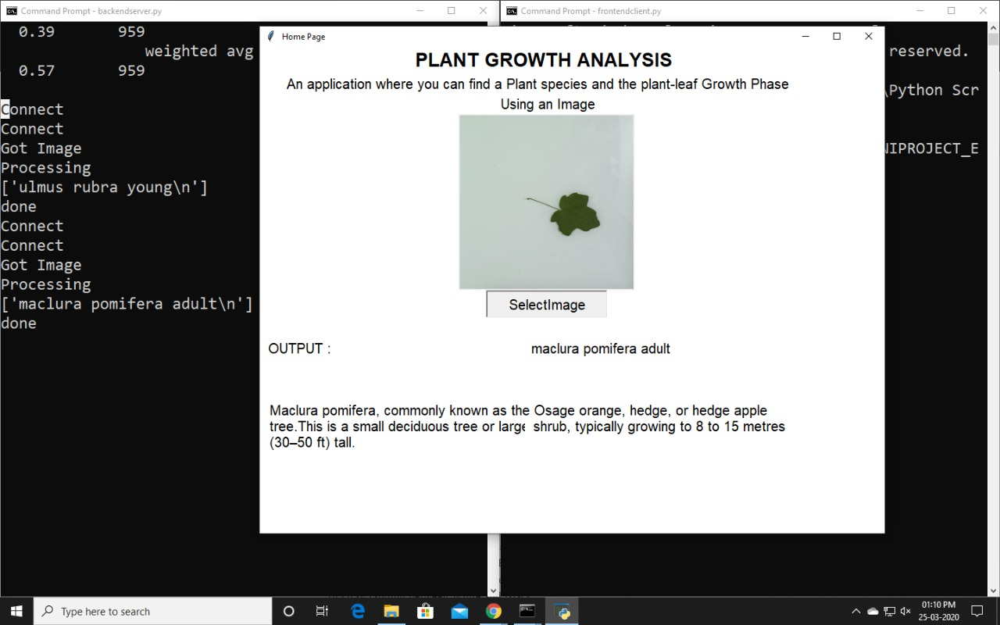 Command Prompt - backendserver.py
0.39 959
weighted avg
0.57 959
Connect
Connect
Got Image
Processing
['ulmus rubra young\n']
done
Connect
Connect
Got Image
Processing
['maclura pomifera adult\n']
done
Command Prompt - frontendclient.py
reserved.
\Python Scr
NIPROJECT_E
Home Page
PLANT GROWTH ANALYSIS
An application where you can find a Plant species and the plant-leaf Growth Phase
Using an Image
SelectImage
OUTPUT : maclura pomifera adult
Maclura pomifera, commonly known as the Osage orange, hedge, or hedge apple
tree.This is a small deciduous tree or large shrub, typically growing to 8 to 15 metres
(30–50 ft) tall.
Type here to search
01:10 PM
25-03-2020